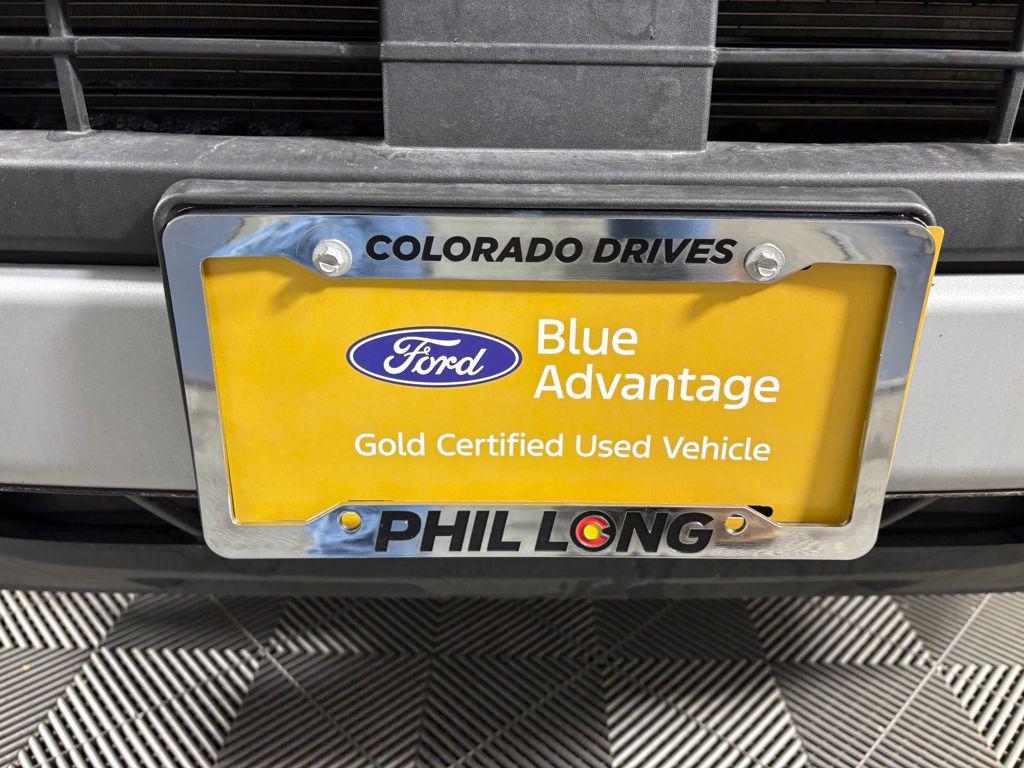 COLORADO DRIVES
Ford
Blue
Advantage
Gold Certified Used Vehicle
PHIL LONG